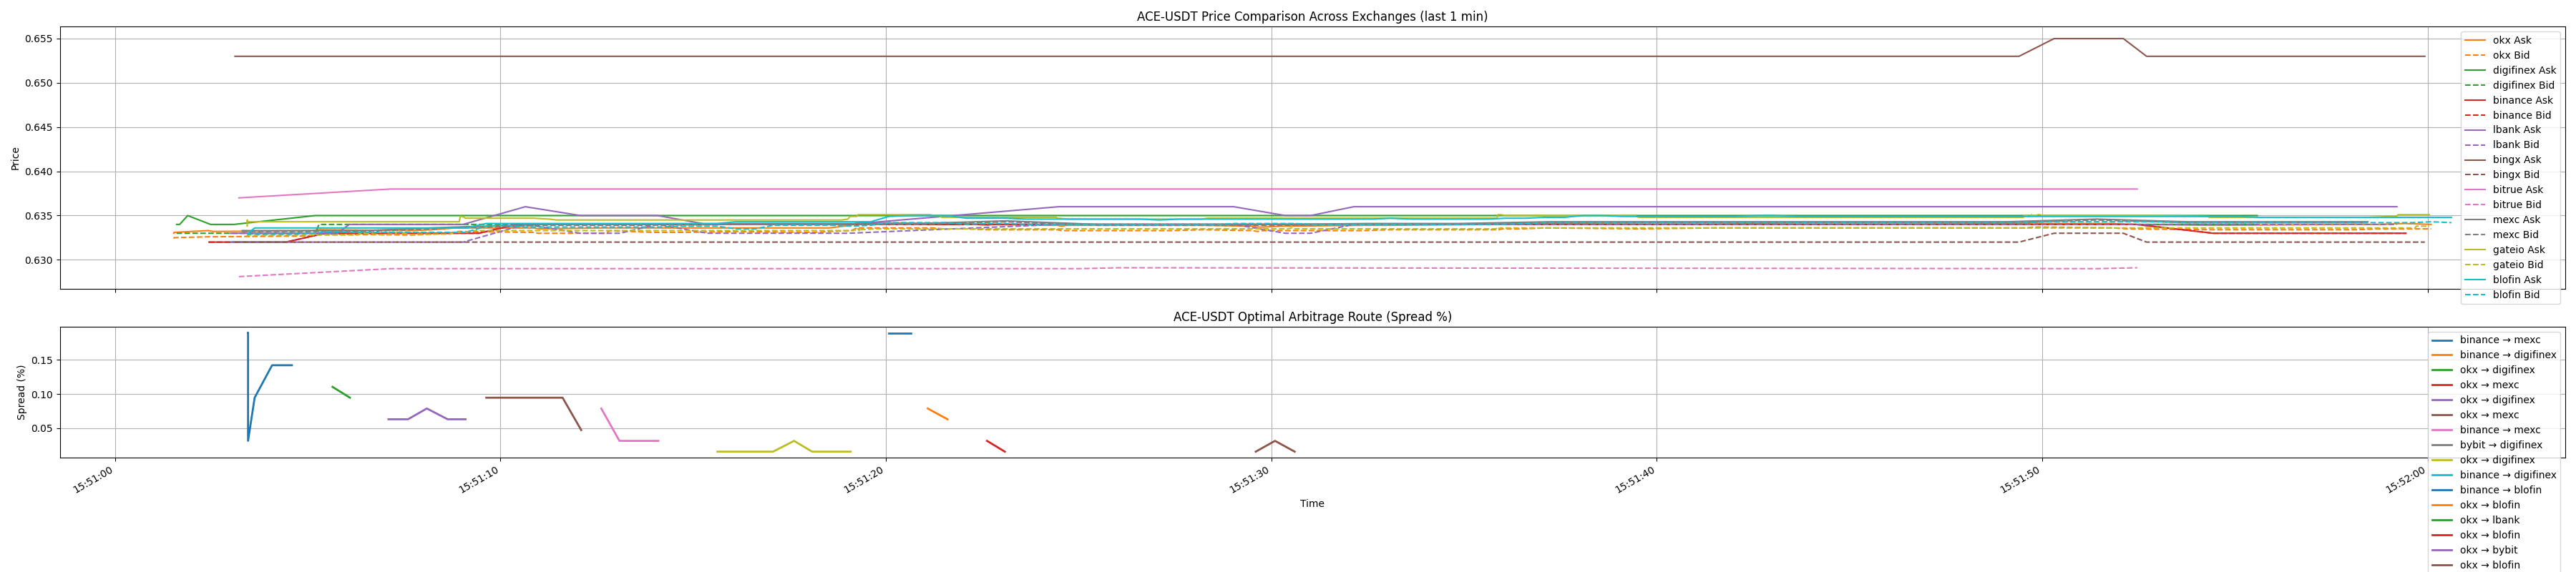 ACE-USDT Price Comparison Across Exchanges (last 1 min)
Price
0.655
0.650
0.645
0.640
0.635
0.630
okx Ask
okx Bid
digifinex Ask
digifinex Bid
binance Ask
binance Bid
lbank Ask
lbank Bid
bingx Ask
bingx Bid
bitrue Ask
bitrue Bid
mexc Ask
mexc Bid
gateio Ask
gateio Bid
blofin Ask
blofin Bid
ACE-USDT Optimal Arbitrage Route (Spread %)
Spread (%)
0.15
0.10
0.05
binance → mexc
binance → digifinex
okx → digifinex
okx → mexc
okx → digifinex
okx → mexc
binance → mexc
bybit → digifinex
okx → digifinex
binance → digifinex
binance → blofin
okx → blofin
okx → lbank
okx → blofin
okx → bybit
okx → blofin
15:51:00
15:51:10
15:51:20
15:51:30
15:51:40
15:51:50
15:52:00
Time